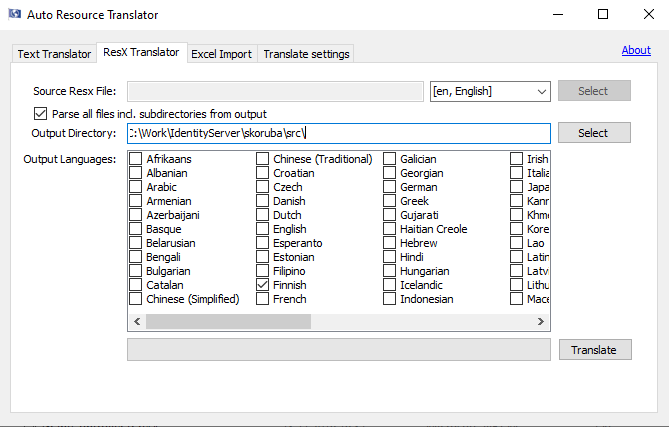 Auto Resource Translator
Text Translator ResX Translator Excel Import Translate settings About
Source Resx File: [en, English] Select
Parse all files incl. subdirectories from output
Output Directory: C:\Work\IdentityServer\skoruba\src\ Select
Output Languages: Afrikaans Chinese (Traditional) Galician Irish
Albanian Croatian Georgian Italia
Arabic Czech German Japa
Armenian Danish Greek Kann
Azerbaijani Dutch Gujarati Khme
Basque English Haitian Creole Kore
Belarusian Esperanto Hebrew Lao
Bengali Estonian Hindi Latin
Bulgarian Filipino Hungarian Latv
Catalan Finnish Icelandic Lithu
Chinese (Simplified) French Indonesian Mace
Translate